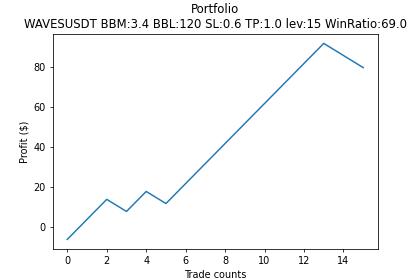 Portfolio
WAVESUSDT BBM:3.4 BBL:120 SL:0.6 TP:1.0 lev:15 WinRatio:69.0
Profit ($)
80
60
40
20
0
0 2 4 6 8 10 12 14
Trade counts